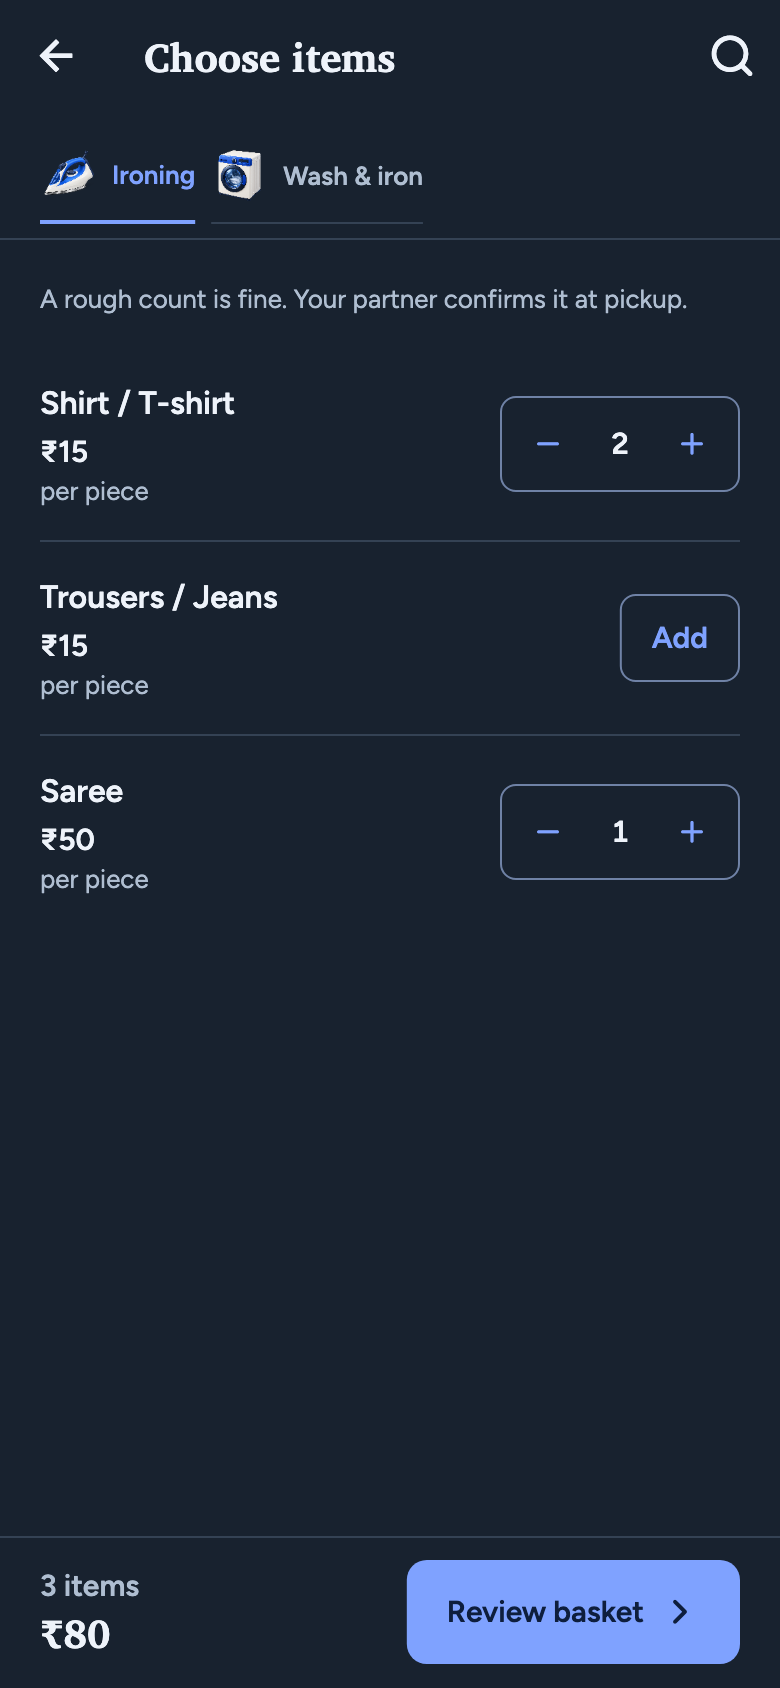 Choose items
Ironing
Wash & iron
A rough count is fine. Your partner confirms it at pickup.
Shirt / T-shirt
₹15
per piece
2
Trousers / Jeans
₹15
per piece
Add
Saree
₹50
per piece
1
3 items
₹80
Review basket